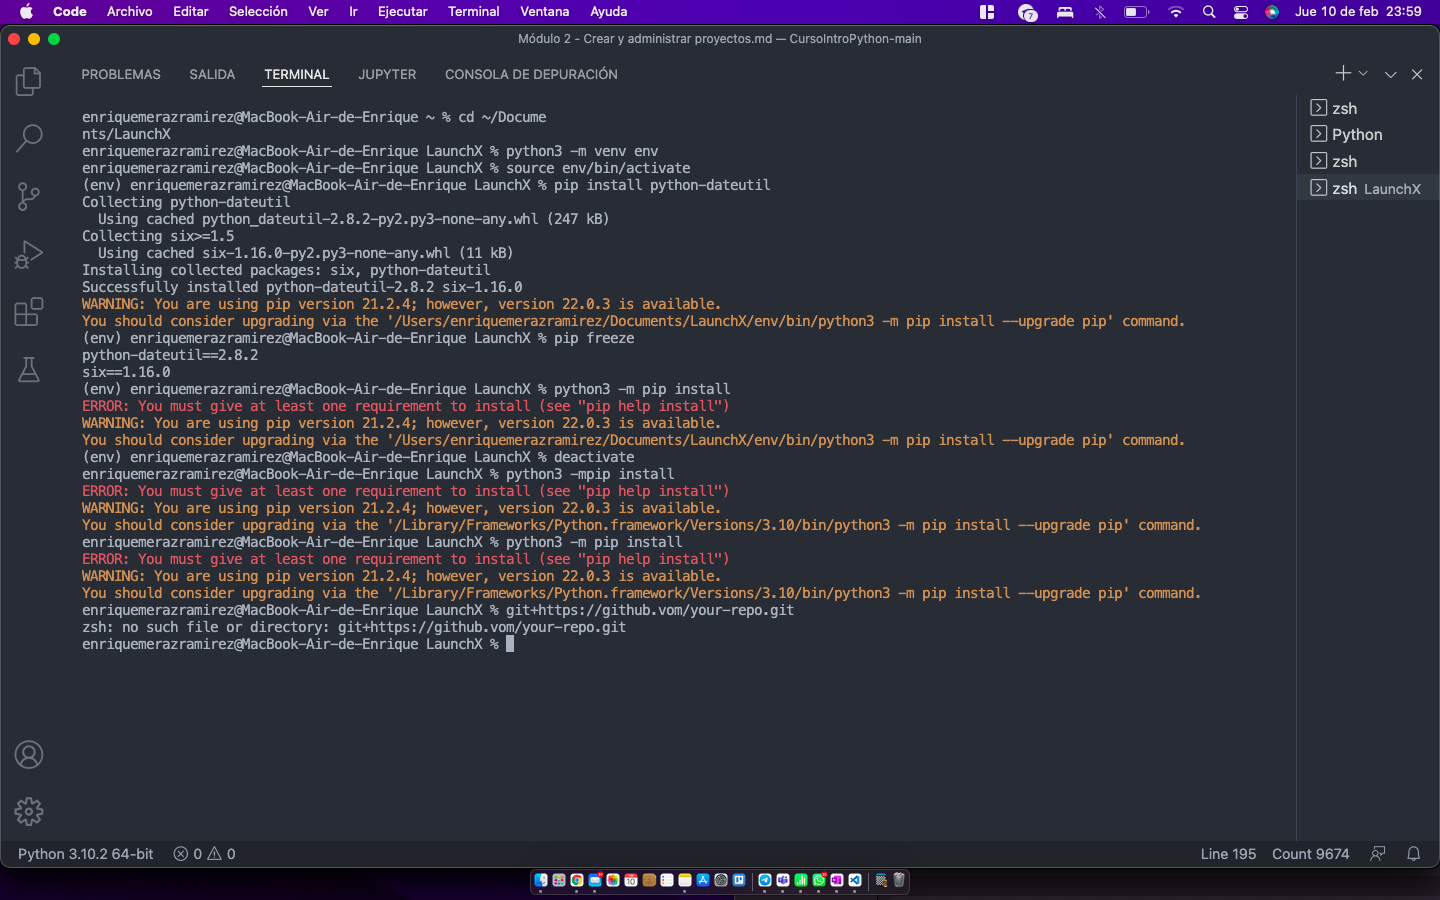 Code Archivo Editar Selección Ver Ir Ejecutar Terminal Ventana Ayuda 7 Jue 10 de feb 23:59
Módulo 2 - Crear y administrar proyectos.md — CursoIntroPython-main
PROBLEMAS SALIDA TERMINAL JUPYTER CONSOLA DE DEPURACIÓN
enriquemerazramirez@MacBook-Air-de-Enrique ~ % cd ~/Docume
nts/LaunchX
enriquemerazramirez@MacBook-Air-de-Enrique LaunchX % python3 -m venv env
enriquemerazramirez@MacBook-Air-de-Enrique LaunchX % source env/bin/activate
(env) enriquemerazramirez@MacBook-Air-de-Enrique LaunchX % pip install python-dateutil
Collecting python-dateutil
  Using cached python_dateutil-2.8.2-py2.py3-none-any.whl (247 kB)
Collecting six>=1.5
  Using cached six-1.16.0-py2.py3-none-any.whl (11 kB)
Installing collected packages: six, python-dateutil
Successfully installed python-dateutil-2.8.2 six-1.16.0
WARNING: You are using pip version 21.2.4; however, version 22.0.3 is available.
You should consider upgrading via the '/Users/enriquemerazramirez/Documents/LaunchX/env/bin/python3 -m pip install --upgrade pip' command.
(env) enriquemerazramirez@MacBook-Air-de-Enrique LaunchX % pip freeze
python-dateutil==2.8.2
six==1.16.0
(env) enriquemerazramirez@MacBook-Air-de-Enrique LaunchX % python3 -m pip install
ERROR: You must give at least one requirement to install (see "pip help install")
WARNING: You are using pip version 21.2.4; however, version 22.0.3 is available.
You should consider upgrading via the '/Users/enriquemerazramirez/Documents/LaunchX/env/bin/python3 -m pip install --upgrade pip' command.
(env) enriquemerazramirez@MacBook-Air-de-Enrique LaunchX % deactivate
enriquemerazramirez@MacBook-Air-de-Enrique LaunchX % python3 -mpip install
ERROR: You must give at least one requirement to install (see "pip help install")
WARNING: You are using pip version 21.2.4; however, version 22.0.3 is available.
You should consider upgrading via the '/Library/Frameworks/Python.framework/Versions/3.10/bin/python3 -m pip install --upgrade pip' command.
enriquemerazramirez@MacBook-Air-de-Enrique LaunchX % python3 -m pip install
ERROR: You must give at least one requirement to install (see "pip help install")
WARNING: You are using pip version 21.2.4; however, version 22.0.3 is available.
You should consider upgrading via the '/Library/Frameworks/Python.framework/Versions/3.10/bin/python3 -m pip install --upgrade pip' command.
enriquemerazramirez@MacBook-Air-de-Enrique LaunchX % git+https://github.vom/your-repo.git
zsh: no such file or directory: git+https://github.vom/your-repo.git
enriquemerazramirez@MacBook-Air-de-Enrique LaunchX %
zsh
Python
zsh
zsh LaunchX
Python 3.10.2 64-bit 0 0 Line 195 Count 9674
10